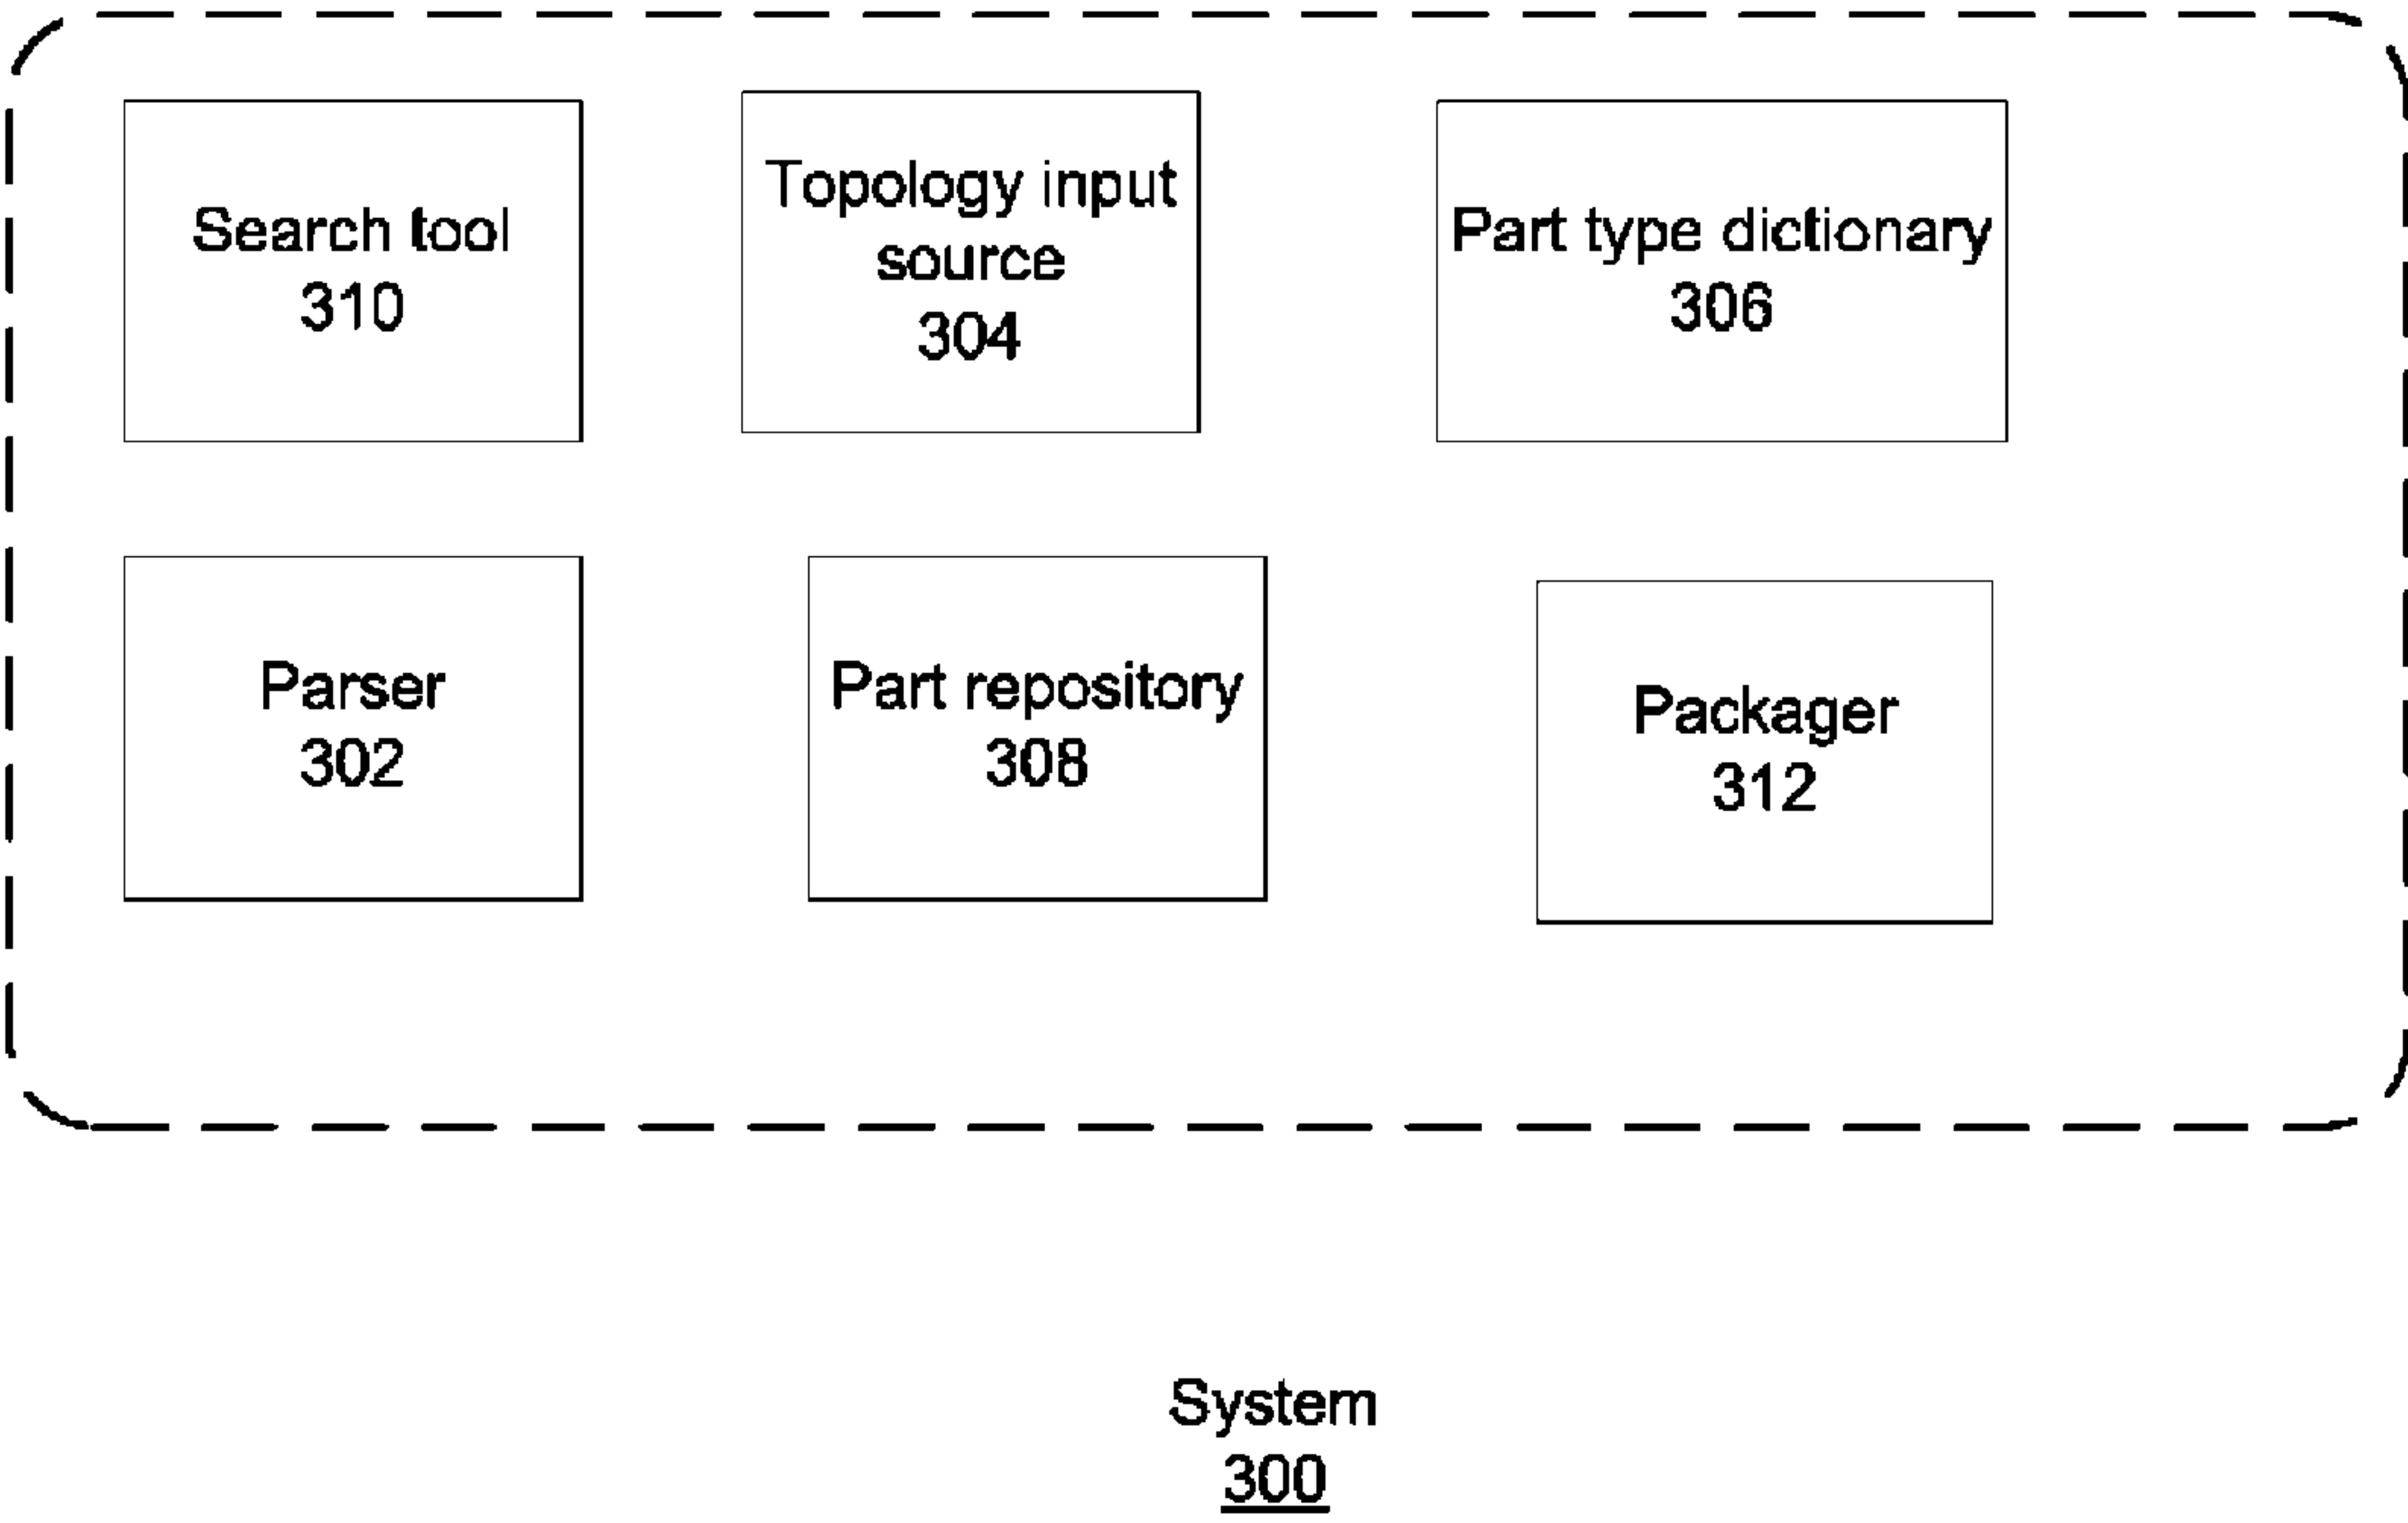 Search tool
310
Topology input
source
304
Part type dictionary
306
Parser
302
Part repository
308
Packager
312
System
300